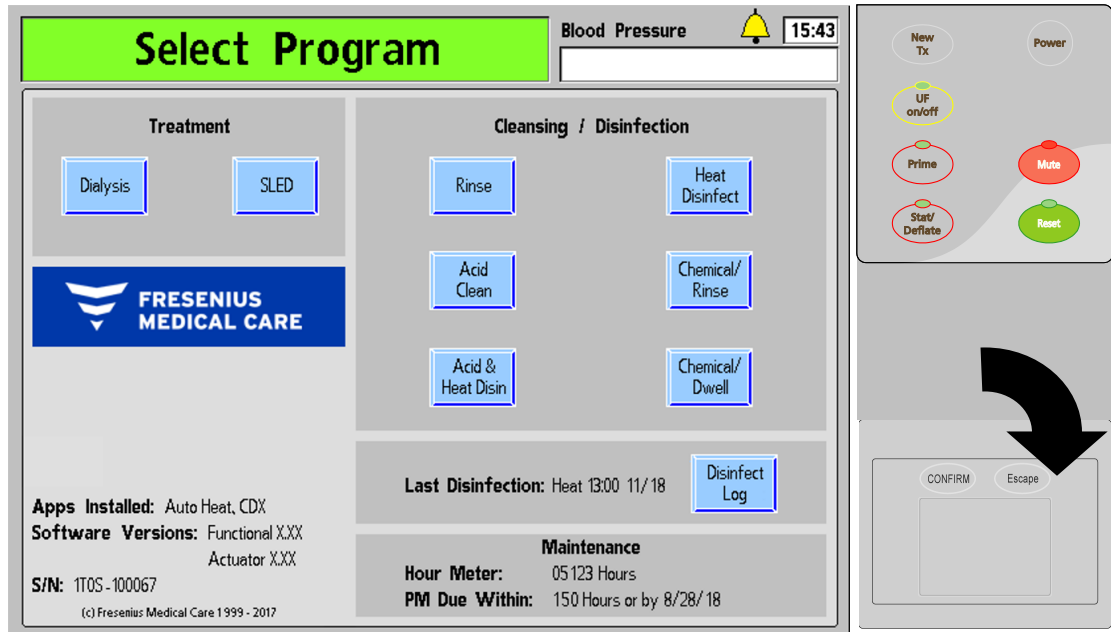 Select Program
Blood Pressure
15:43
Treatment
Dialysis
SLED
FRESENIUS
MEDICAL CARE
Apps Installed: Auto Heat, CDX
Software Versions: Functional X.XX
Actuator X.XX
S/N: 1T0S-100067
(c) Fresenius Medical Care 1999 - 2017
Cleansing / Disinfection
Rinse
Heat
Disinfect
Acid
Clean
Chemical/
Rinse
Acid &
Heat Disin
Chemical/
Dwell
Last Disinfection: Heat 13:00 11/18
Disinfect
Log
Maintenance
Hour Meter: 05123 Hours
PM Due Within: 150 Hours or by 8/28/18
New
Tx
Power
UF
on/off
Prime
Mute
Stat/
Deflate
Reset
CONFIRM
Escape